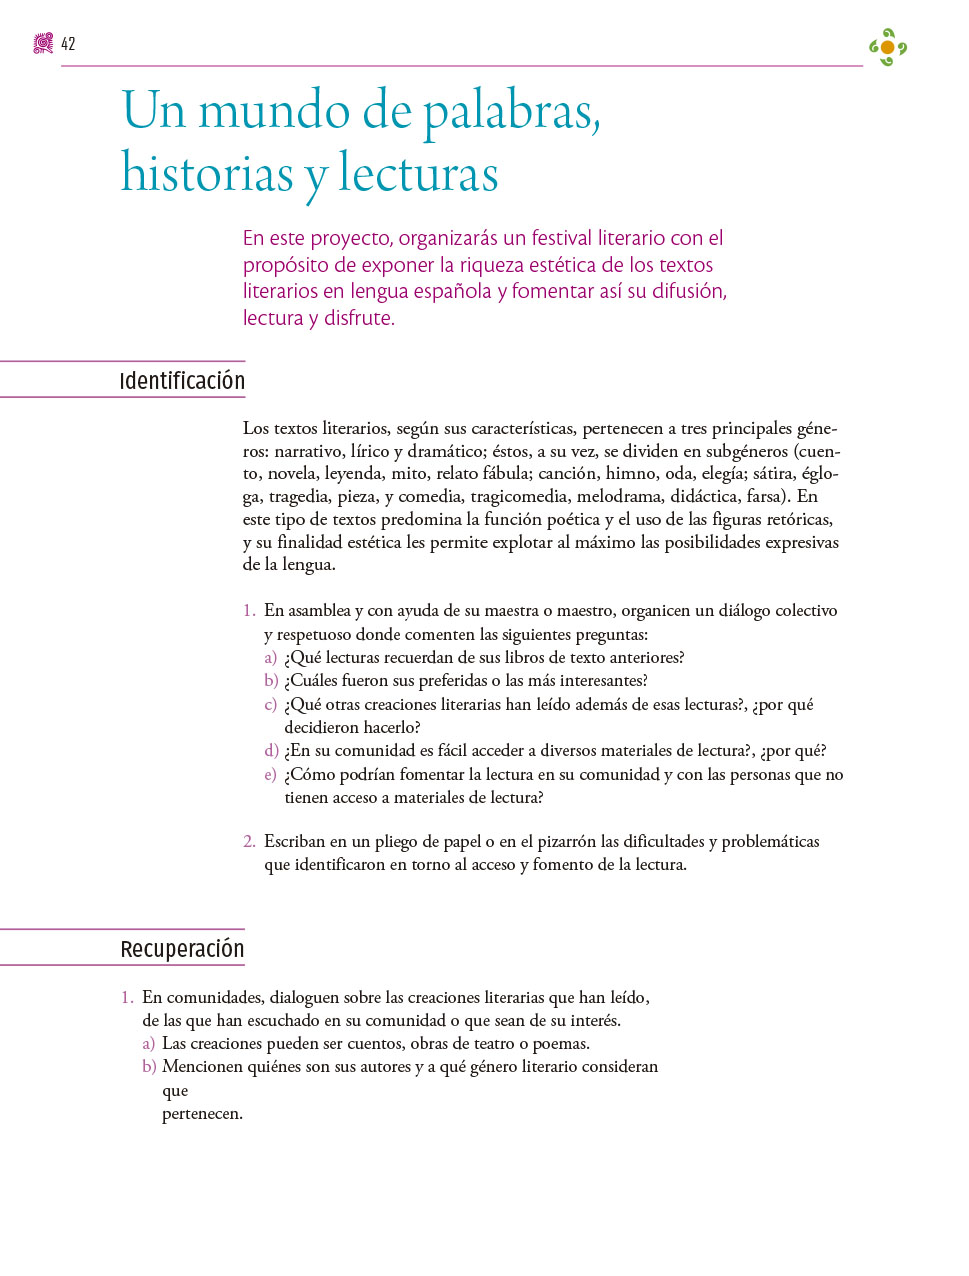 42
Un mundo de palabras,
historias y lecturas
En este proyecto, organizarás un festival literario con el
propósito de exponer la riqueza estética de los textos
literarios en lengua española y fomentar así su difusión,
lectura y disfrute.
Identificación
Los textos literarios, según sus características, pertenecen a tres principales géne-
ros: narrativo, lírico y dramático; éstos, a su vez, se dividen en subgéneros (cuen-
to, novela, leyenda, mito, relato fábula; canción, himno, oda, elegía; sátira, églo-
ga, tragedia, pieza, y comedia, tragicomedia, melodrama, didáctica, farsa). En
este tipo de textos predomina la función poética y el uso de las figuras retóricas,
y su finalidad estética les permite explotar al máximo las posibilidades expresivas
de la lengua.
1. En asamblea y con ayuda de su maestra o maestro, organicen un diálogo colectivo
y respetuoso donde comenten las siguientes preguntas:
a) ¿Qué lecturas recuerdan de sus libros de texto anteriores?
b) ¿Cuáles fueron sus preferidas o las más interesantes?
c) ¿Qué otras creaciones literarias han leído además de esas lecturas?, ¿por qué
decidieron hacerlo?
d) ¿En su comunidad es fácil acceder a diversos materiales de lectura?, ¿por qué?
e) ¿Cómo podrían fomentar la lectura en su comunidad y con las personas que no
tienen acceso a materiales de lectura?
2. Escriban en un pliego de papel o en el pizarrón las dificultades y problemáticas
que identificaron en torno al acceso y fomento de la lectura.
Recuperación
1. En comunidades, dialoguen sobre las creaciones literarias que han leído,
de las que han escuchado en su comunidad o que sean de su interés.
a) Las creaciones pueden ser cuentos, obras de teatro o poemas.
b) Mencionen quiénes son sus autores y a qué género literario consideran
que
pertenecen.